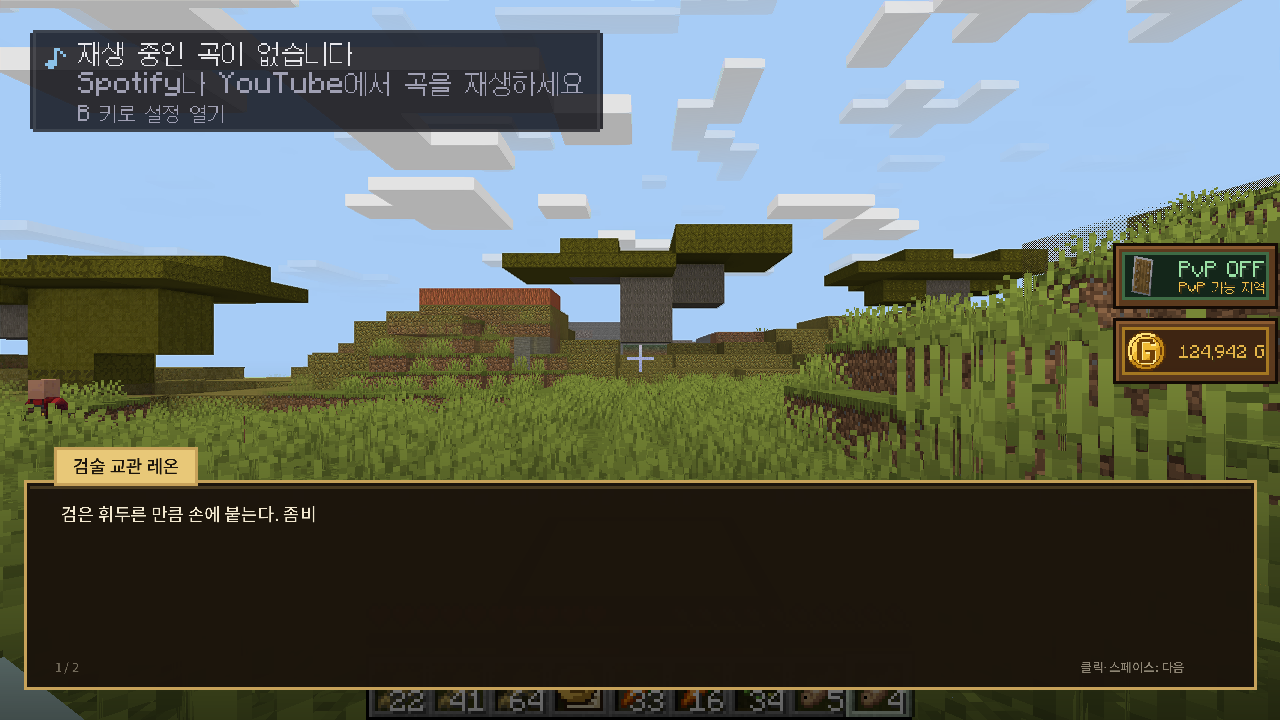 재생 중인 곡이 없습니다
Spotify나 YouTube에서 곡을 재생하세요
B 키로 설정 열기
PvP OFF
PvP 가능 지역
G
124,942 G
검술 교관 레온
검은 휘두른 만큼 손에 붙는다. 좀비
1 / 2
클릭·스페이스: 다음
22 41 64 33 16 34 5 4